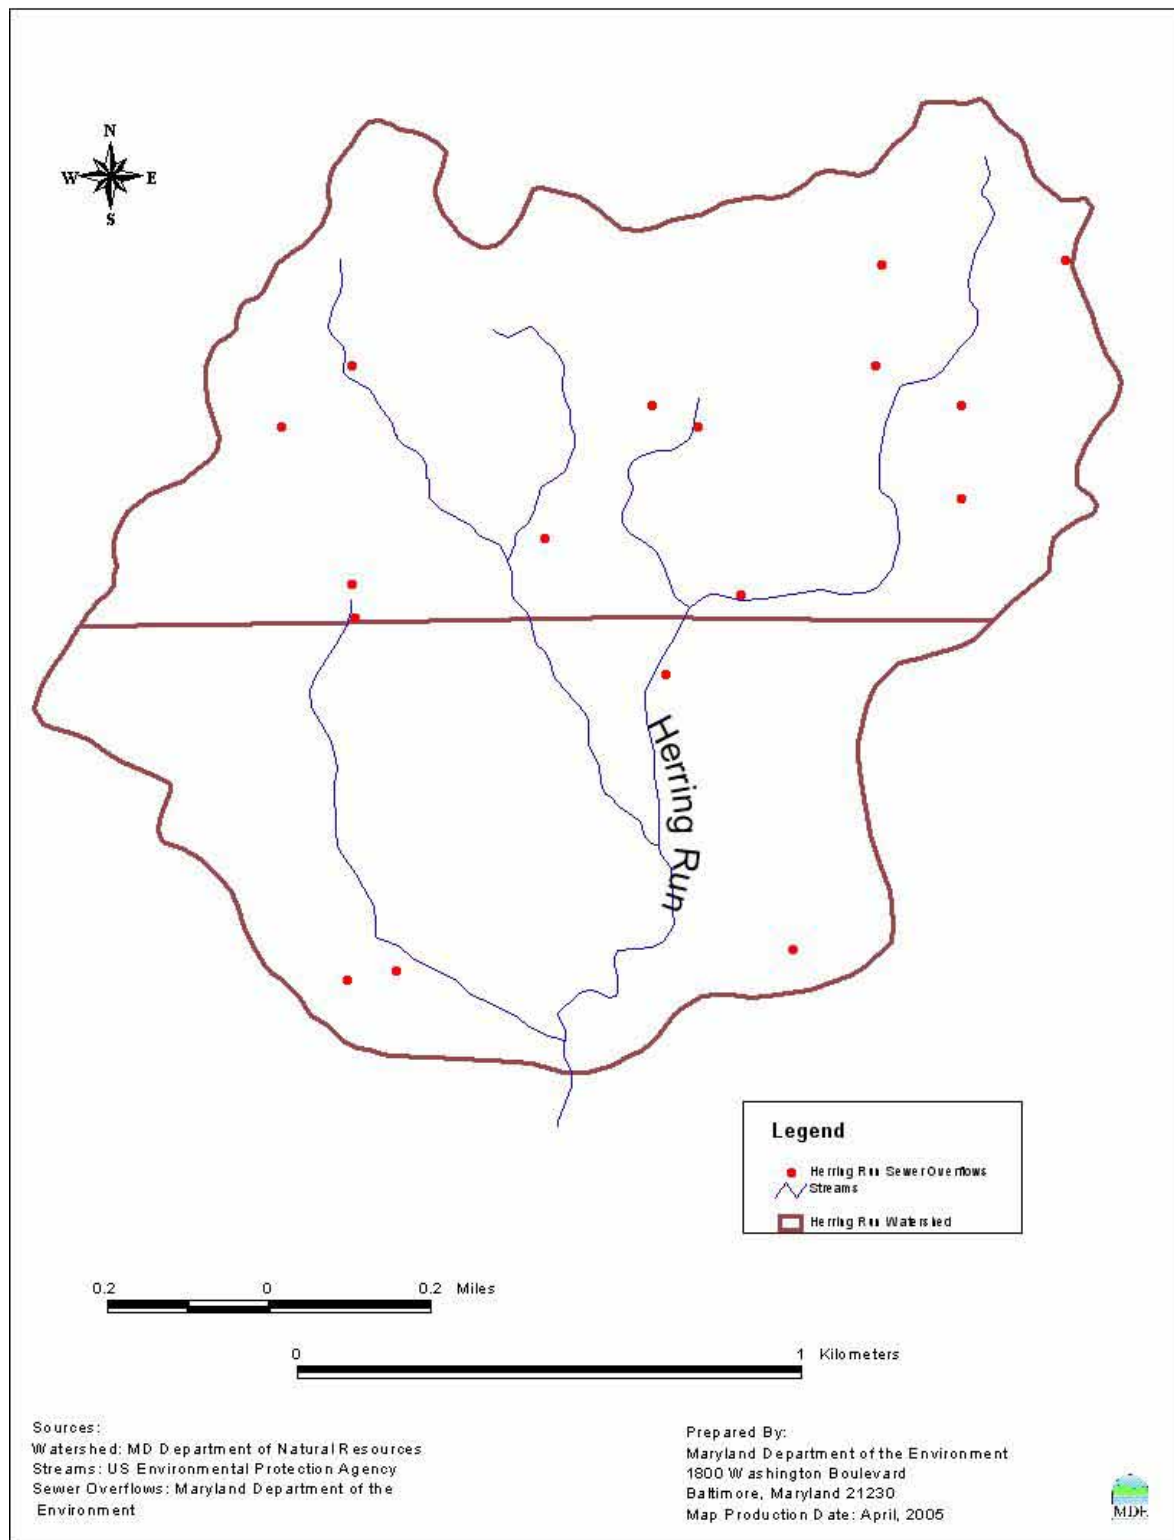 N
W E
S
Herring Run
Legend
Herring Run Sewer Overflows
Streams
Herring Run Watershed
0.2 0 0.2 Miles
0 1 Kilometers
Sources:
Watershed: MD Department of Natural Resources
Streams: US Environmental Protection Agency
Sewer Overflows: Maryland Department of the
Environment
Prepared By:
Maryland Department of the Environment
1800 Washington Boulevard
Baltimore, Maryland 21230
Map Production Date: April, 2005
MDE